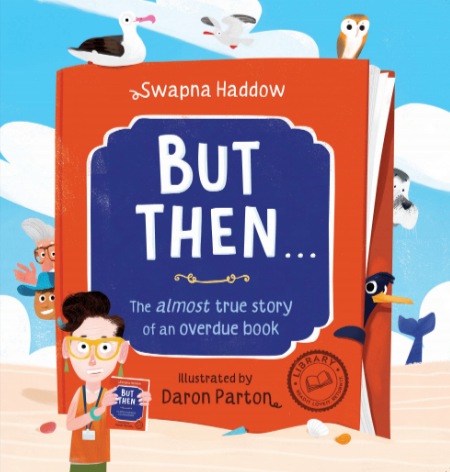 Swapna Haddow
BUT
THEN...
The almost true story
of an overdue book
Illustrated by
Daron Parton
LIBRARY
BUT
THEN